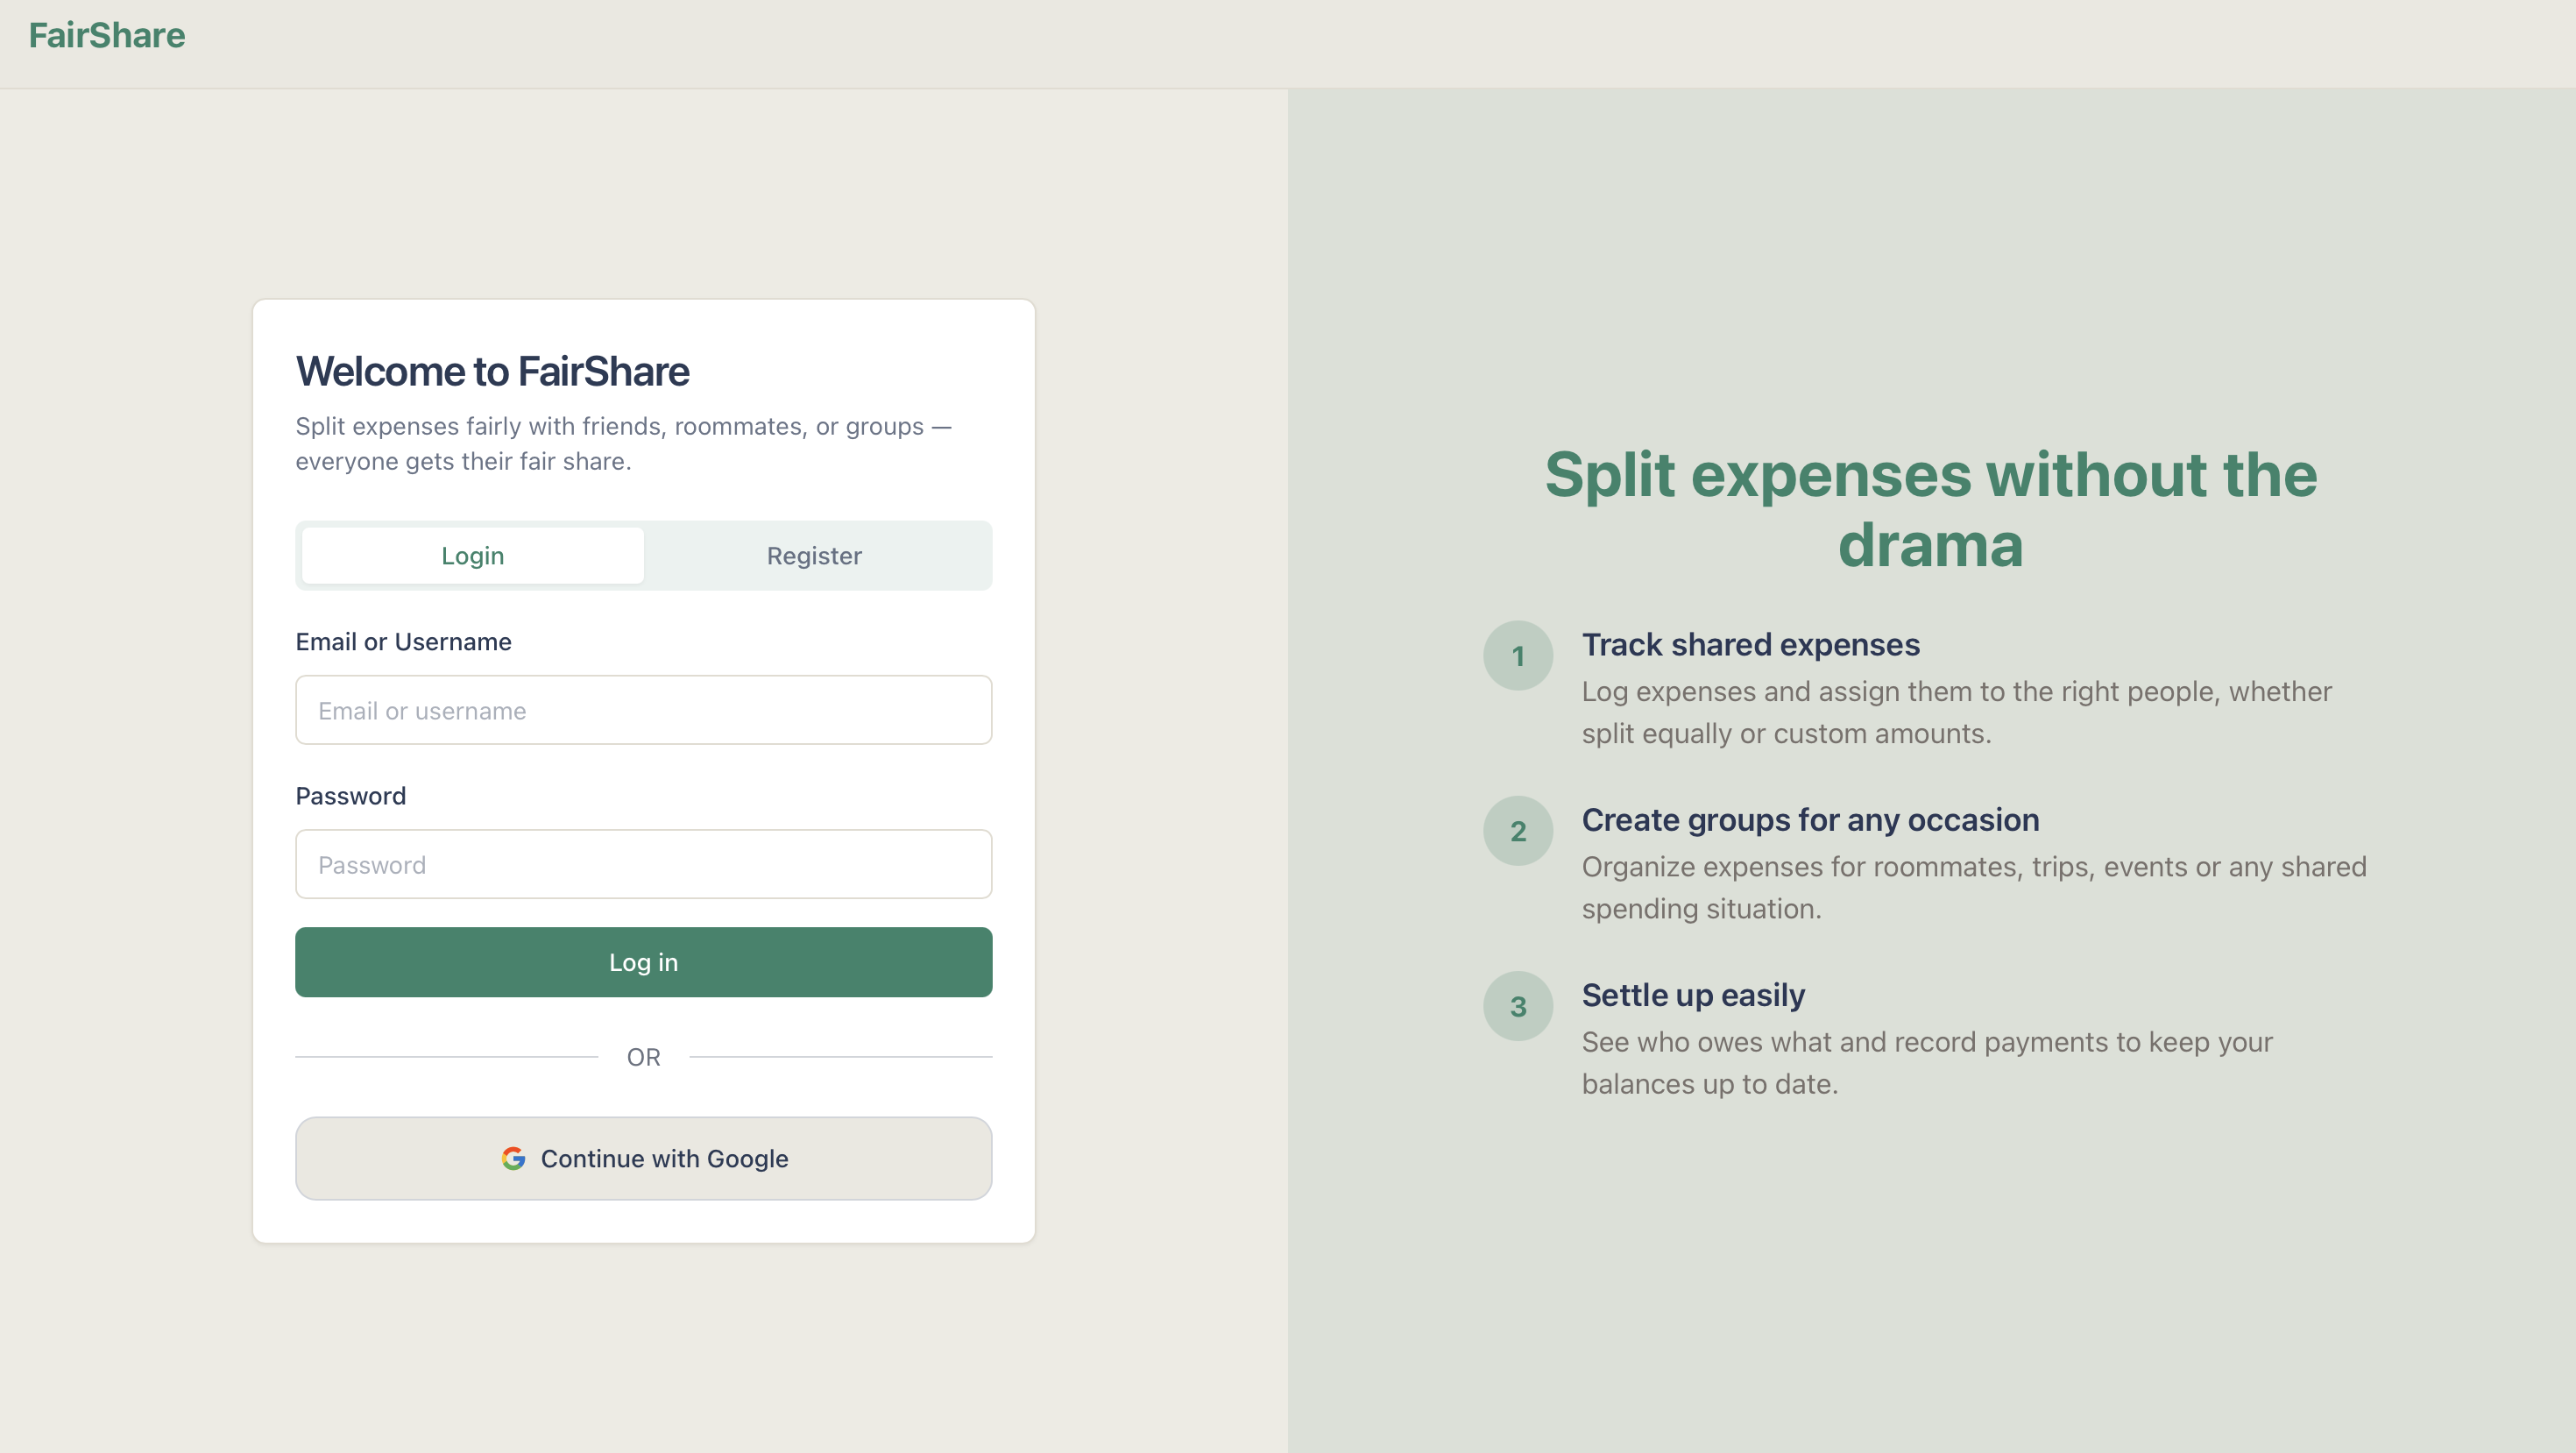 FairShare
Welcome to FairShare
Split expenses fairly with friends, roommates, or groups —
everyone gets their fair share.
Login
Register
Email or Username
Email or username
Password
Password
Log in
OR
Continue with Google
Split expenses without the
drama
1
Track shared expenses
Log expenses and assign them to the right people, whether
split equally or custom amounts.
2
Create groups for any occasion
Organize expenses for roommates, trips, events or any shared
spending situation.
3
Settle up easily
See who owes what and record payments to keep your
balances up to date.